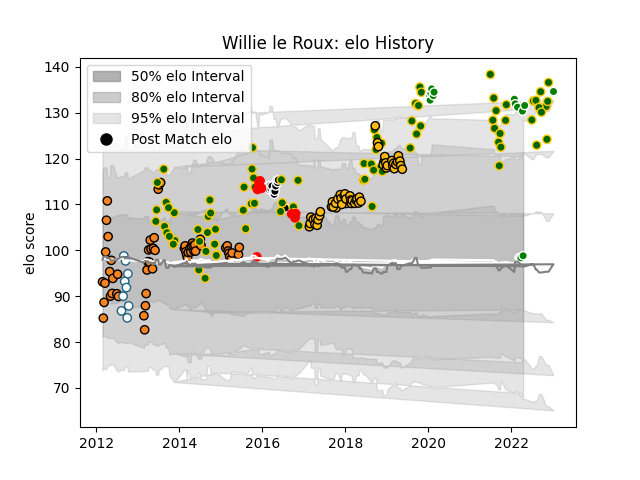 Willie le Roux: elo History
50% elo Interval
80% elo Interval
95% elo Interval
Post Match elo
elo score
140
130
120
110
100
90
80
70
2012
2014
2016
2018
2020
2022